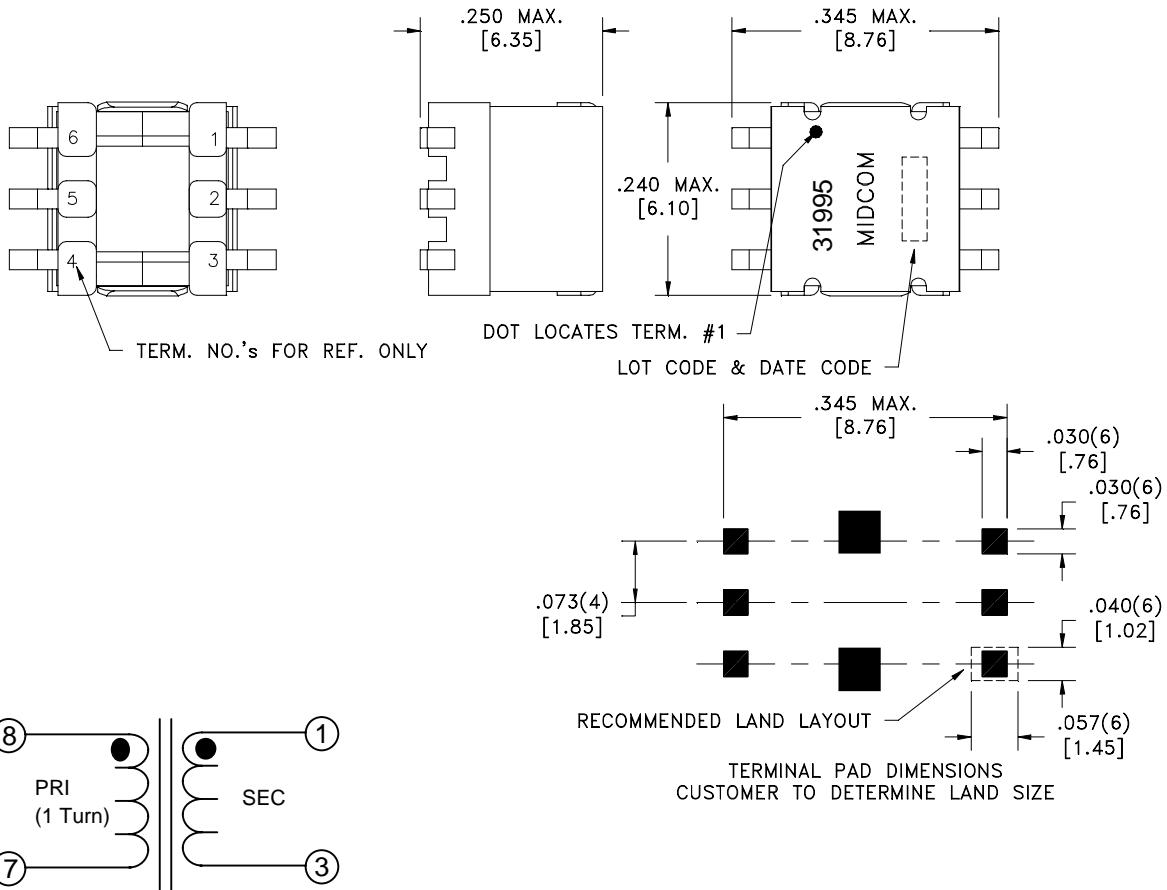 .250 MAX.
[6.35]
.345 MAX.
[8.76]
6
1
5
2
4
3
.240 MAX.
[6.10]
31995
MIDCOM
DOT LOCATES TERM. #1
TERM. NO.'s FOR REF. ONLY
LOT CODE & DATE CODE
.345 MAX.
[8.76]
.030(6)
[.76]
.030(6)
[.76]
.073(4)
[1.85]
.040(6)
[1.02]
RECOMMENDED LAND LAYOUT
.057(6)
[1.45]
TERMINAL PAD DIMENSIONS
CUSTOMER TO DETERMINE LAND SIZE
8
1
PRI
(1 Turn)
SEC
7
3